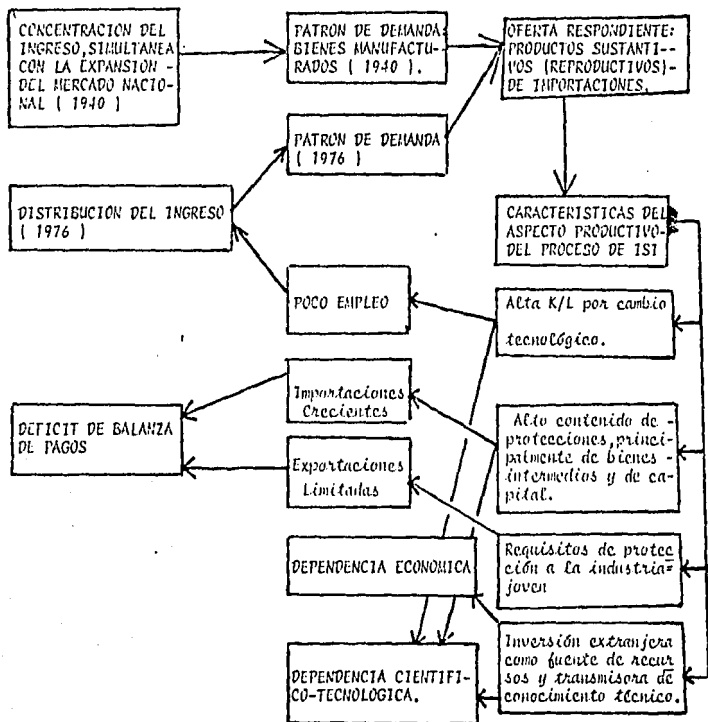 CONCENTRACION DEL
INGRESO, SIMULTANEA
CON LA EXPANSION -
DEL MERCADO NACIO-
NAL ( 1940 )
PATRON DE DEMANDA
BIENES MANUFACTU-
RADOS ( 1940 ).
OFERTA RESPONDIENTE:
PRODUCTOS SUSTANTI--
VOS (REPRODUCTIVOS)-
DE IMPORTACIONES.
PATRON DE DEMANDA
( 1976 )
DISTRIBUCION DEL INGRESO
( 1976 )
CARACTERISTICAS DEL
ASPECTO PRODUCTIVO-
DEL PROCESO DE ISI
POCO EMPLEO
Alta K/L por cambio
tecnológico.
Importaciones
Crecientes
DEFICIT DE BALANZA
DE PAGOS
Alto contenido de -
protecciones, princi-
palmente de bienes -
intermedios y de ca-
pital.
Exportaciones
Limitadas
Requisitos de protec
ción a la industria=
joven
DEPENDENCIA ECONOMICA
Inversión extranjera
como fuente de recur
sos y transmisora de
conocimiento técnico.
DEPENDENCIA CIENTIFI-
CO-TECNOLOGICA.